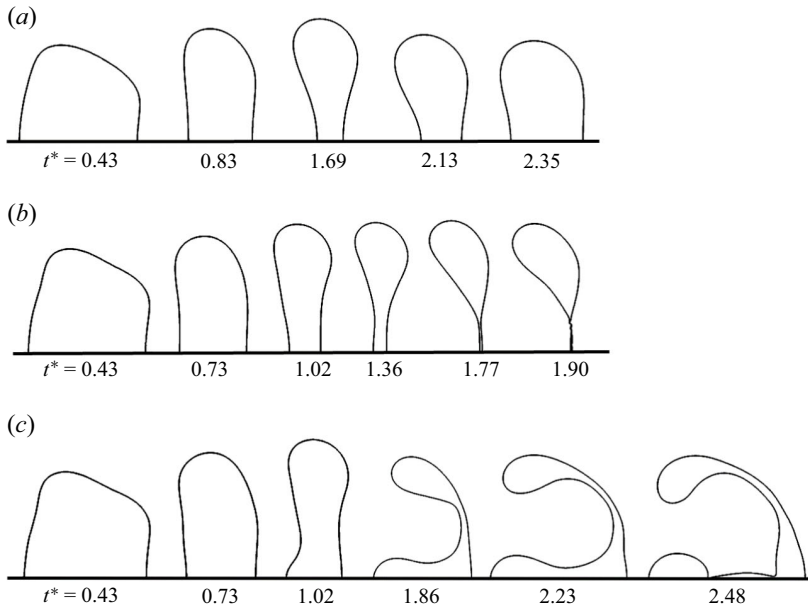 (a)
t* = 0.43 0.83 1.69 2.13 2.35
(b)
t* = 0.43 0.73 1.02 1.36 1.77 1.90
(c)
t* = 0.43 0.73 1.02 1.86 2.23 2.48